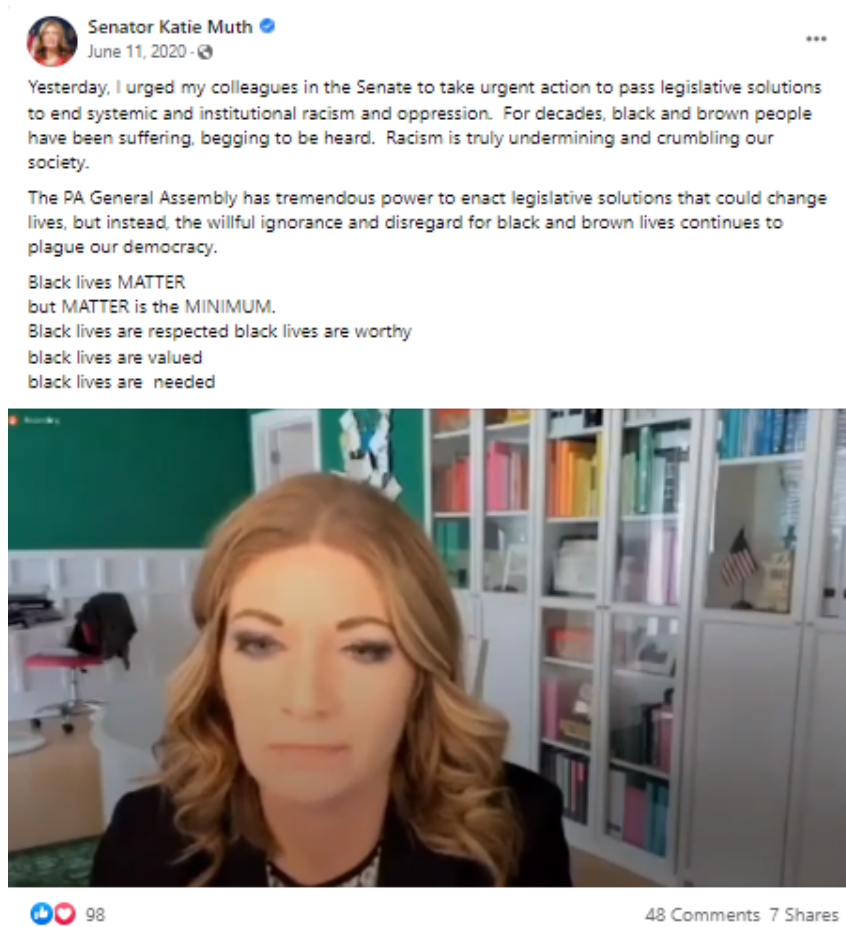 Senator Katie Muth
June 11, 2020 ·
Yesterday, I urged my colleagues in the Senate to take urgent action to pass legislative solutions
to end systemic and institutional racism and oppression.  For decades, black and brown people
have been suffering, begging to be heard.  Racism is truly undermining and crumbling our
society.
The PA General Assembly has tremendous power to enact legislative solutions that could change
lives, but instead, the willful ignorance and disregard for black and brown lives continues to
plague our democracy.
Black lives MATTER
but MATTER is the MINIMUM.
Black lives are respected black lives are worthy
black lives are valued
black lives are  needed
Recording
98
48 Comments 7 Shares